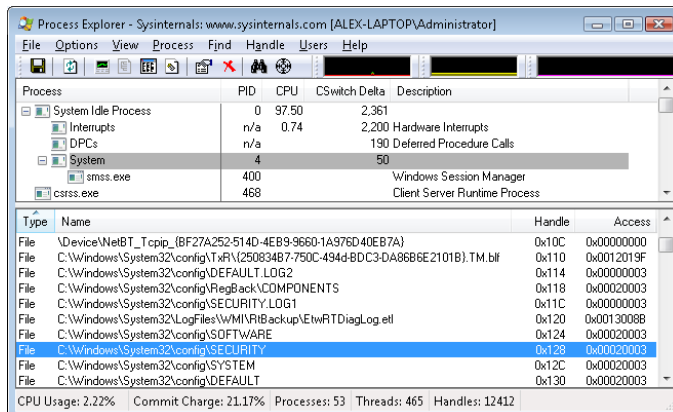 Process Explorer - Sysinternals: www.sysinternals.com [ALEX-LAPTOP\Administrator]
File Options View Process Find Handle Users Help
Process PID CPU CSwitch Delta Description
System Idle Process 0 97.50 2,361
Interrupts n/a 0.74 2,200 Hardware Interrupts
DPCs n/a 190 Deferred Procedure Calls
System 4 50
smss.exe 400 Windows Session Manager
csrss.exe 468 Client Server Runtime Process
Type Name Handle Access
File \Device\NetBT_Tcpip_{BF27A252-514D-4EB9-9660-1A976D40EB7A} 0x10C 0x00000000
File C:\Windows\System32\config\TxR\{250834B7-750C-494d-BDC3-DA86B6E2101B}.TM.blf 0x110 0x0012019F
File C:\Windows\System32\config\DEFAULT.LOG2 0x114 0x00000003
File C:\Windows\System32\config\RegBack\COMPONENTS 0x118 0x00020003
File C:\Windows\System32\config\SECURITY.LOG1 0x11C 0x00000003
File C:\Windows\System32\LogFiles\WMI\RtBackup\EtwRTDiagLog.etl 0x120 0x0013008B
File C:\Windows\System32\config\SOFTWARE 0x124 0x00020003
File C:\Windows\System32\config\SECURITY 0x128 0x00020003
File C:\Windows\System32\config\SYSTEM 0x12C 0x00020003
File C:\Windows\System32\config\DEFAULT 0x130 0x00020003
CPU Usage: 2.22% Commit Charge: 21.17% Processes: 53 Threads: 465 Handles: 12412